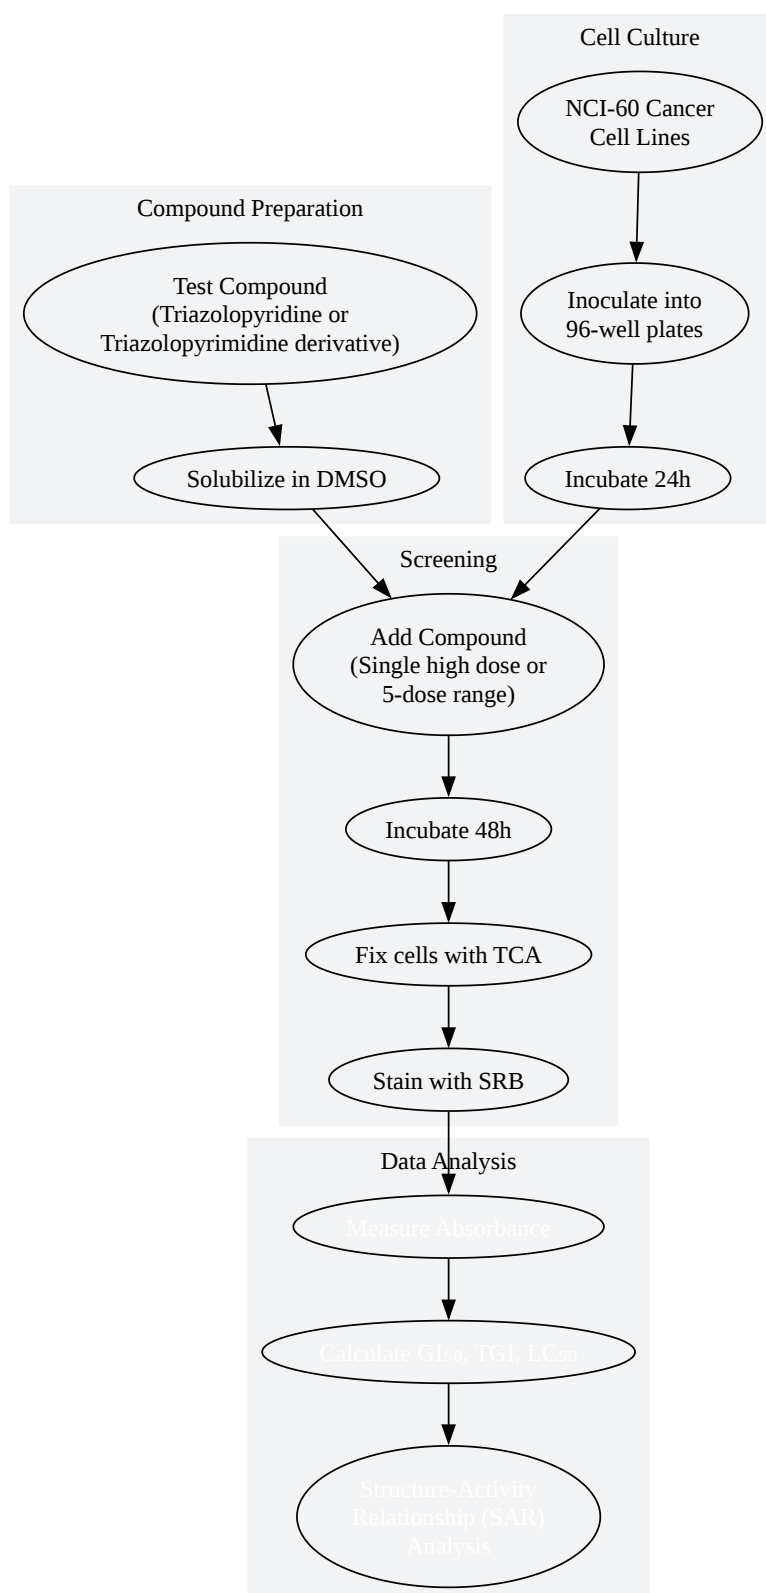 Cell Culture
NCI-60 Cancer
Cell Lines
Compound Preparation
Test Compound
(Triazolopyridine or
Triazolopyrimidine derivative)
Inoculate into
96-well plates
Solubilize in DMSO
Incubate 24h
Screening
Add Compound
(Single high dose or
5-dose range)
Incubate 48h
Fix cells with TCA
Stain with SRB
Data Analysis
Measure Absorbance
Calculate GI₅₀, TGI, LC₅₀
Structure-Activity
Relationship (SAR)
Analysis